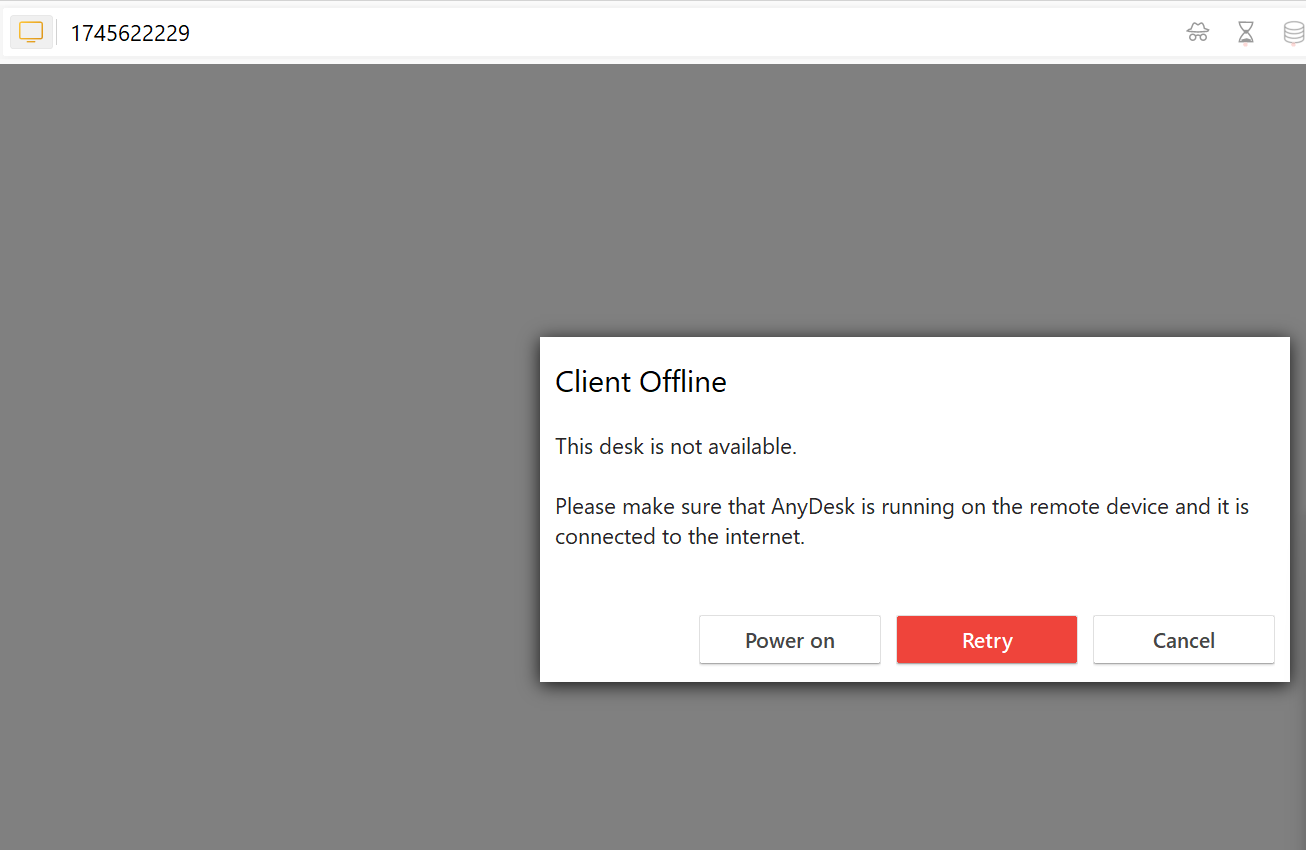 1745622229
Client Offline
This desk is not available.
Please make sure that AnyDesk is running on the remote device and it is
connected to the internet.
Power on
Retry
Cancel